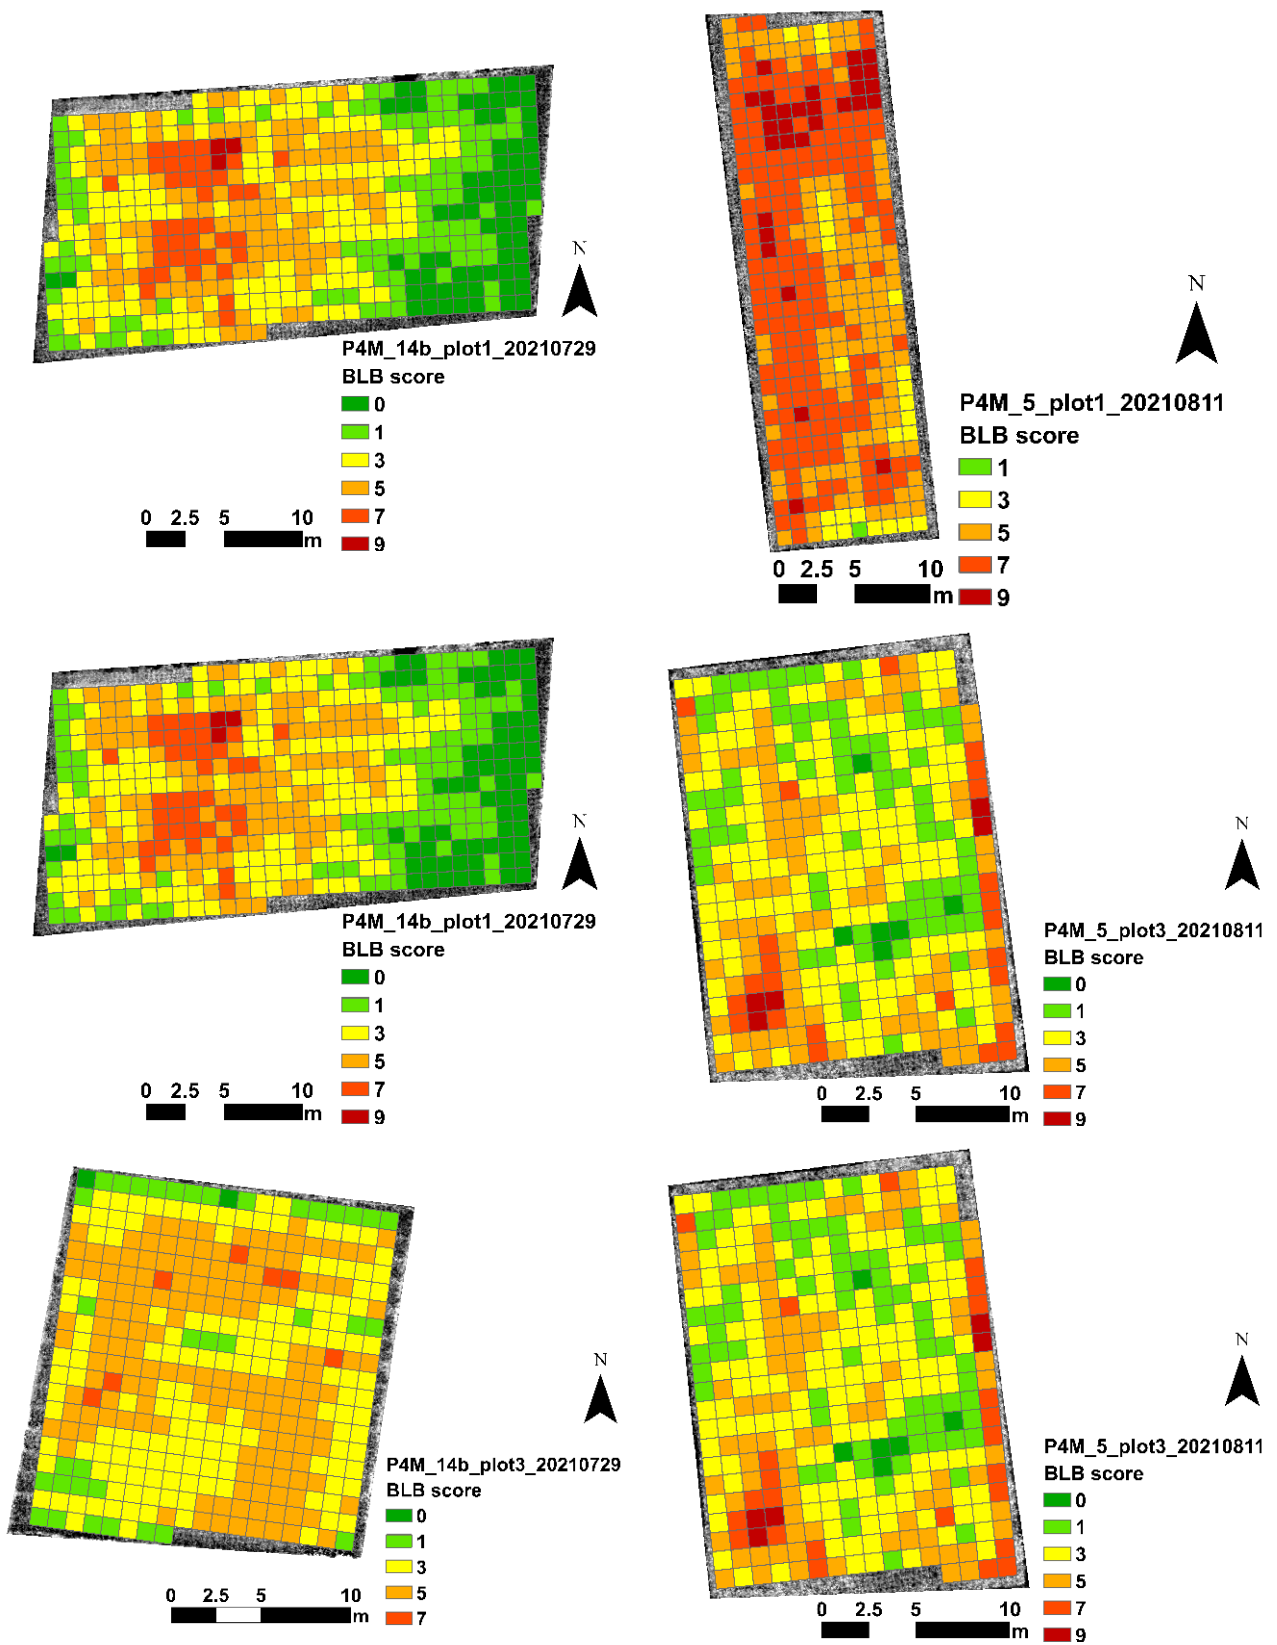 N
P4M_14b_plot1_20210729
BLB score
0
1
3
5
7
9
0 2.5 5 10
m
N
P4M_5_plot1_20210811
BLB score
1
3
5
7
9
0 2.5 5 10
m
N
P4M_14b_plot1_20210729
BLB score
0
1
3
5
7
9
0 2.5 5 10
m
N
P4M_5_plot3_20210811
BLB score
0
1
3
5
7
9
0 2.5 5 10
m
N
P4M_14b_plot3_20210729
BLB score
0
1
3
5
7
0 2.5 5 10
m
N
P4M_5_plot3_20210811
BLB score
0
1
3
5
7
9
0 2.5 5 10
m